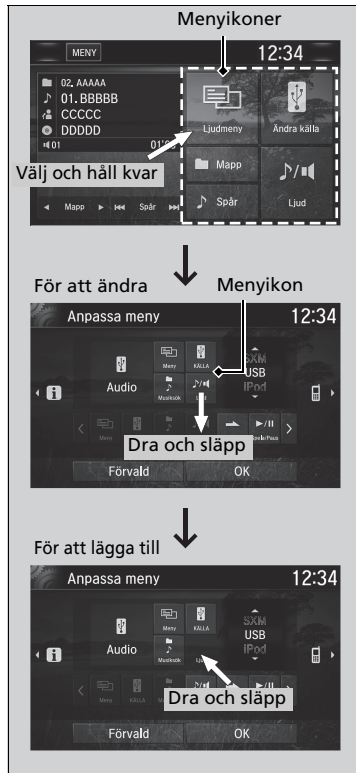 Menyikoner
MENY 12:34
02. AAAAA
01. BBBBB
CCCCC
DDDDD
01
Ljudmeny
Ändra källa
Välj och håll kvar
Mapp
Mapp Spår
Spår
Ljud
För att ändra
Menyikon
Anpassa meny 12:34
Meny KÄLLA
Audio
SXM
USB
iPod
Musiksök
Meny Spela/Paus
Dra och släpp
Förvald OK
För att lägga till
Anpassa meny 12:34
Meny KÄLLA
Audio
SXM
USB
iPod
Musiksök
Meny KÄLLA
Dra och släpp
Förvald OK